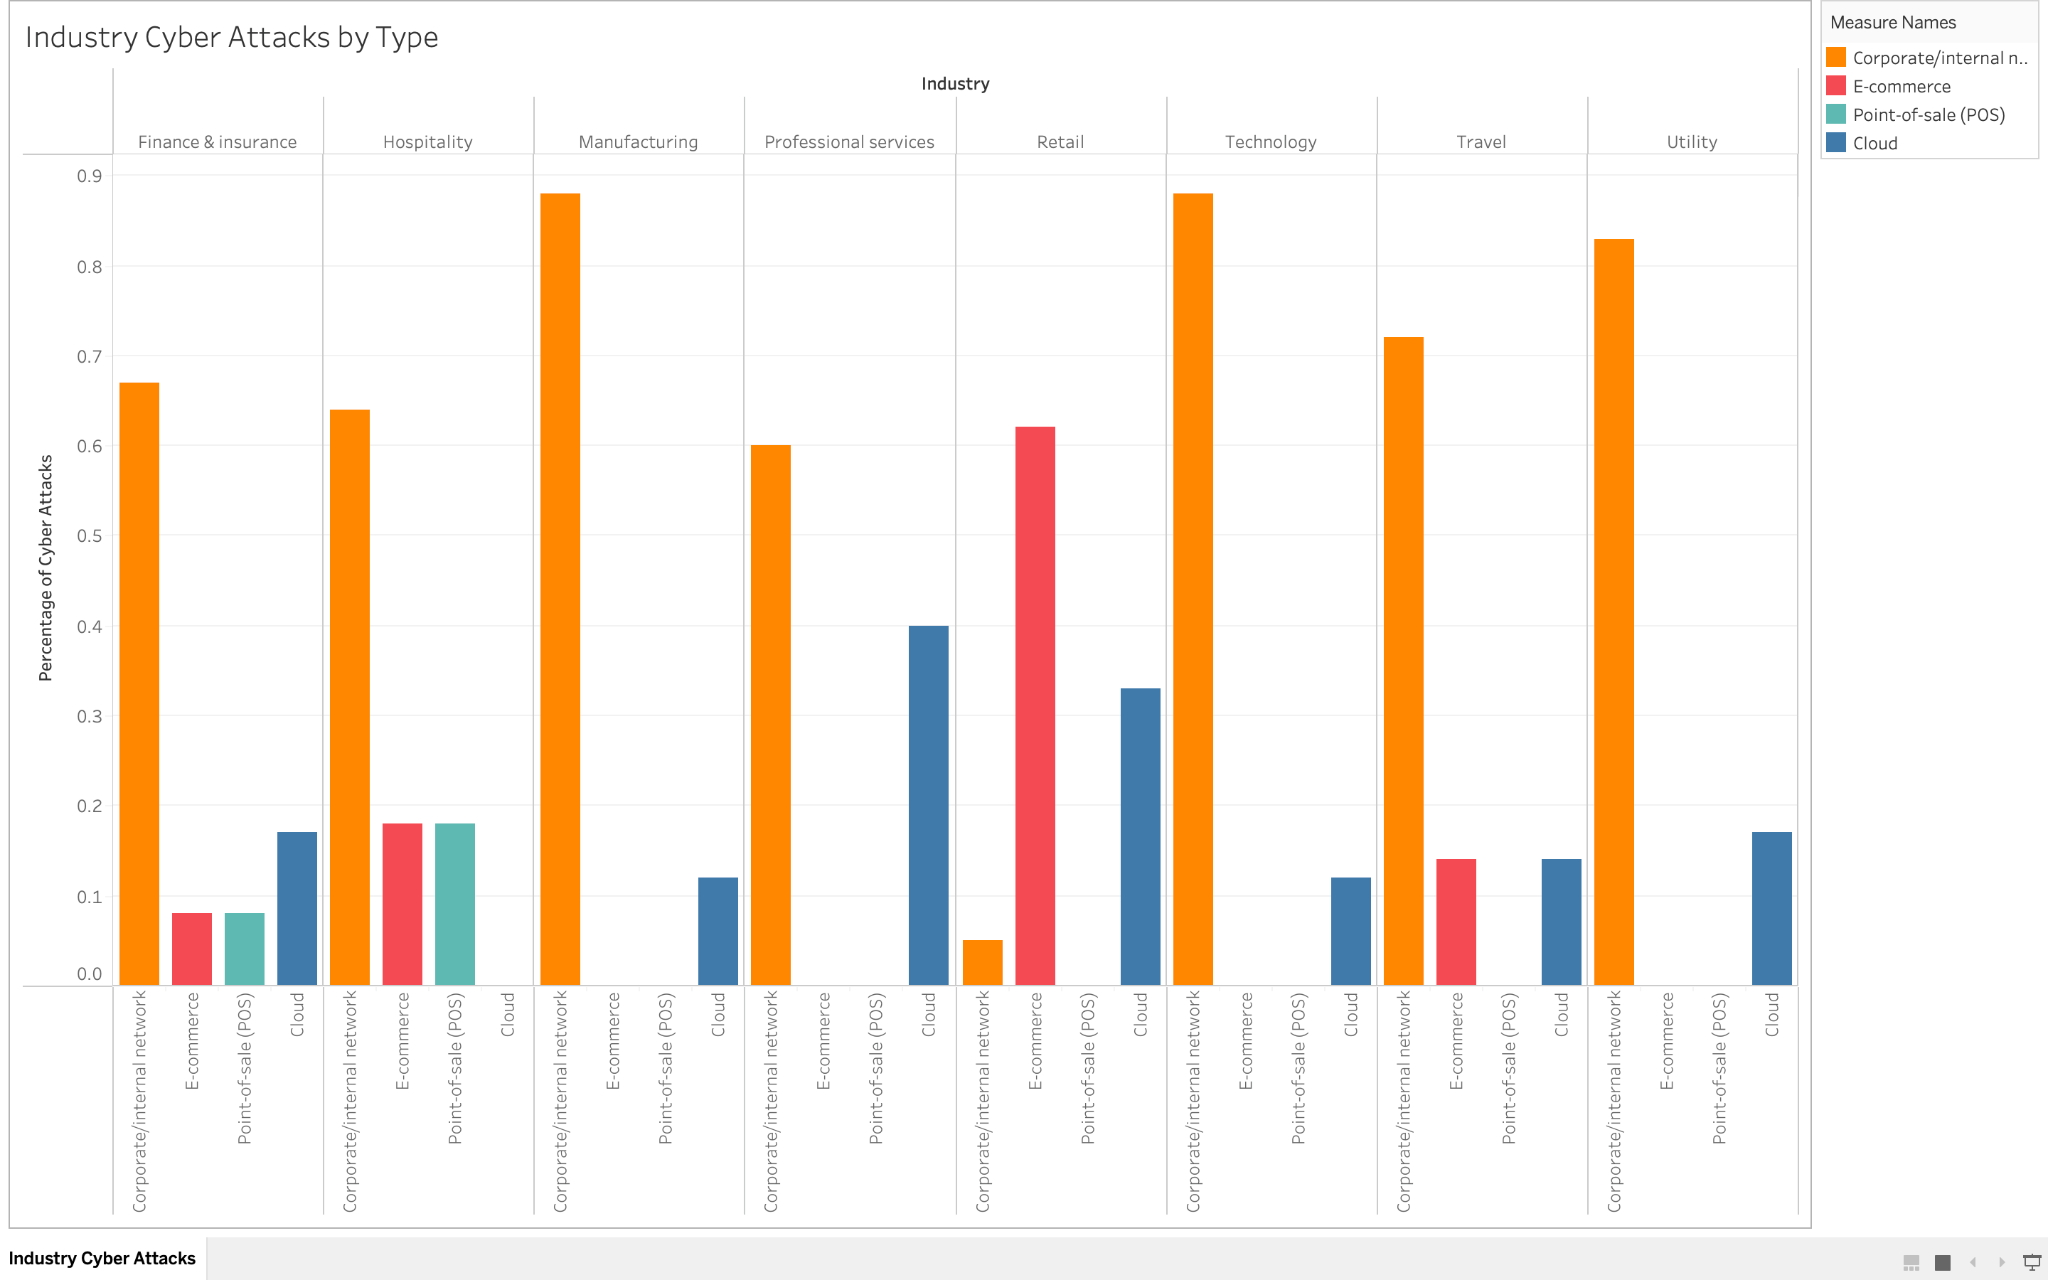 Industry Cyber Attacks by Type
Measure Names
Corporate/internal n..
E-commerce
Point-of-sale (POS)
Cloud
Industry
Finance & insurance
Hospitality
Manufacturing
Professional services
Retail
Technology
Travel
Utility
Percentage of Cyber Attacks
0.9
0.8
0.7
0.6
0.5
0.4
0.3
0.2
0.1
0.0
Corporate/internal network
E-commerce
Point-of-sale (POS)
Cloud
Corporate/internal network
E-commerce
Point-of-sale (POS)
Cloud
Corporate/internal network
E-commerce
Point-of-sale (POS)
Cloud
Corporate/internal network
E-commerce
Point-of-sale (POS)
Cloud
Corporate/internal network
E-commerce
Point-of-sale (POS)
Cloud
Corporate/internal network
E-commerce
Point-of-sale (POS)
Cloud
Corporate/internal network
E-commerce
Point-of-sale (POS)
Cloud
Corporate/internal network
E-commerce
Point-of-sale (POS)
Cloud
Industry Cyber Attacks